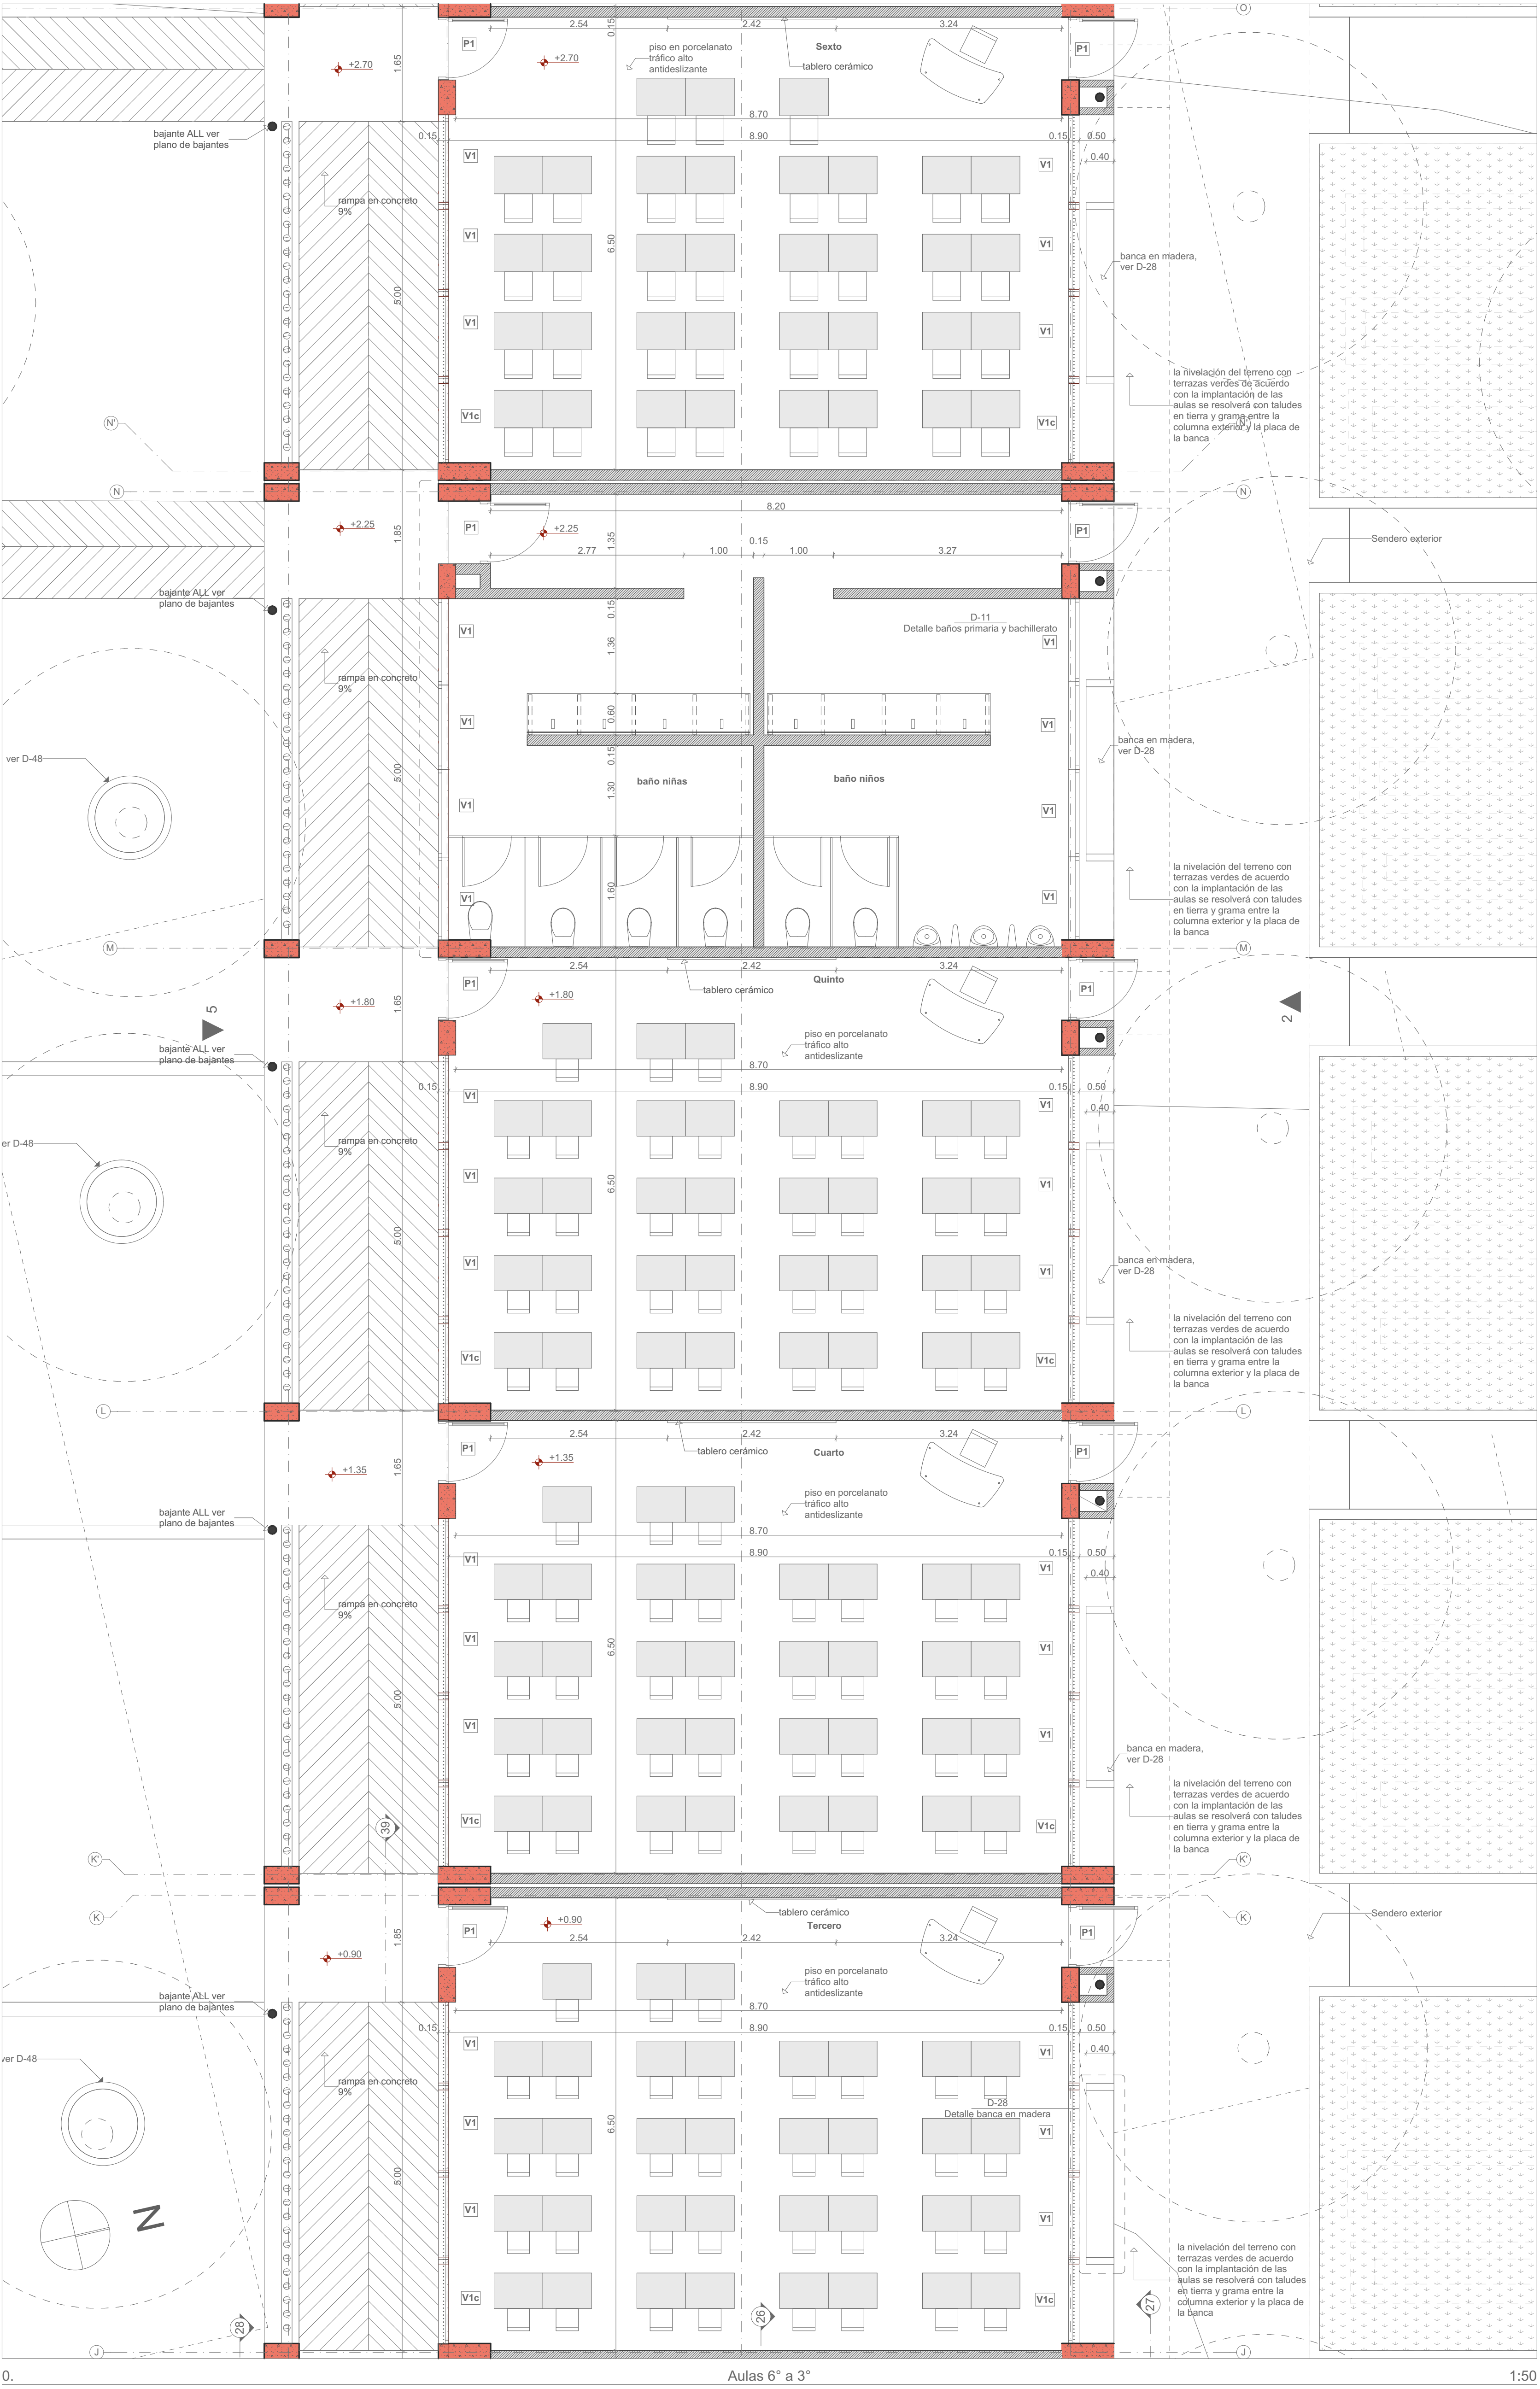 O
2.54
0.15
2.42
3.24
P1
Sexto
P1
piso en porcelanato
tráfico alto
antideslizante
tablero cerámico
+2.70
+2.70
1.65
8.70
bajante ALL ver
plano de bajantes
0.15
8.90
0.15
0.50
0.40
V1
V1
rampa en concreto
9%
V1
V1
6.50
banca en madera,
ver D-28
5.00
V1
V1
la nivelación del terreno con
terrazas verdes de acuerdo
con la implantación de las
aulas se resolverá con taludes
en tierra y grama entre la
columna exterior y la placa de
la banca
V1c
V1c
N'
N'
N
N
8.20
P1
+2.25
+2.25
P1
1.85
1.35
Sendero exterior
2.77
1.00
0.15
1.00
3.27
bajante ALL ver
plano de bajantes
0.15
D-11
Detalle baños primaria y bachillerato
V1
V1
1.36
rampa en concreto
9%
0.60
V1
V1
banca en madera,
ver D-28
ver D-48
0.15
5.00
baño niñas
baño niños
1.30
V1
V1
la nivelación del terreno con
terrazas verdes de acuerdo
con la implantación de las
aulas se resolverá con taludes
en tierra y grama entre la
columna exterior y la placa de
la banca
1.60
V1
V1
M
M
2.54
2.42
3.24
P1
Quinto
P1
tablero cerámico
+1.80
+1.80
1.65
5
2
piso en porcelanato
tráfico alto
antideslizante
bajante ALL ver
plano de bajantes
8.70
0.15
8.90
0.15
0.50
0.40
V1
V1
rampa en concreto
9%
er D-48
V1
V1
6.50
5.00
V1
V1
banca en madera,
ver D-28
la nivelación del terreno con
terrazas verdes de acuerdo
con la implantación de las
aulas se resolverá con taludes
en tierra y grama entre la
columna exterior y la placa de
la banca
V1c
V1c
L
L
2.54
2.42
3.24
P1
tablero cerámico
Cuarto
P1
+1.35
+1.35
1.65
piso en porcelanato
tráfico alto
antideslizante
bajante ALL ver
plano de bajantes
8.70
8.90
0.15
0.50
0.40
V1
V1
rampa en concreto
9%
V1
V1
6.50
5.00
V1
V1
banca en madera,
ver D-28
la nivelación del terreno con
terrazas verdes de acuerdo
con la implantación de las
aulas se resolverá con taludes
en tierra y grama entre la
columna exterior y la placa de
la banca
V1c
V1c
39
K'
K'
K
K
tablero cerámico
Tercero
+0.90
+0.90
P1
P1
2.54
2.42
3.24
1.85
Sendero exterior
piso en porcelanato
tráfico alto
antideslizante
bajante ALL ver
plano de bajantes
8.70
0.15
8.90
0.15
0.50
0.40
V1
V1
ver D-48
rampa en concreto
9%
D-28
Detalle banca en madera
V1
V1
6.50
5.00
V1
V1
N
la nivelación del terreno con
terrazas verdes de acuerdo
con la implantación de las
aulas se resolverá con taludes
en tierra y grama entre la
columna exterior y la placa de
la banca
V1c
V1c
28
26
27
J
J
0.
Aulas 6° a 3°
1:50